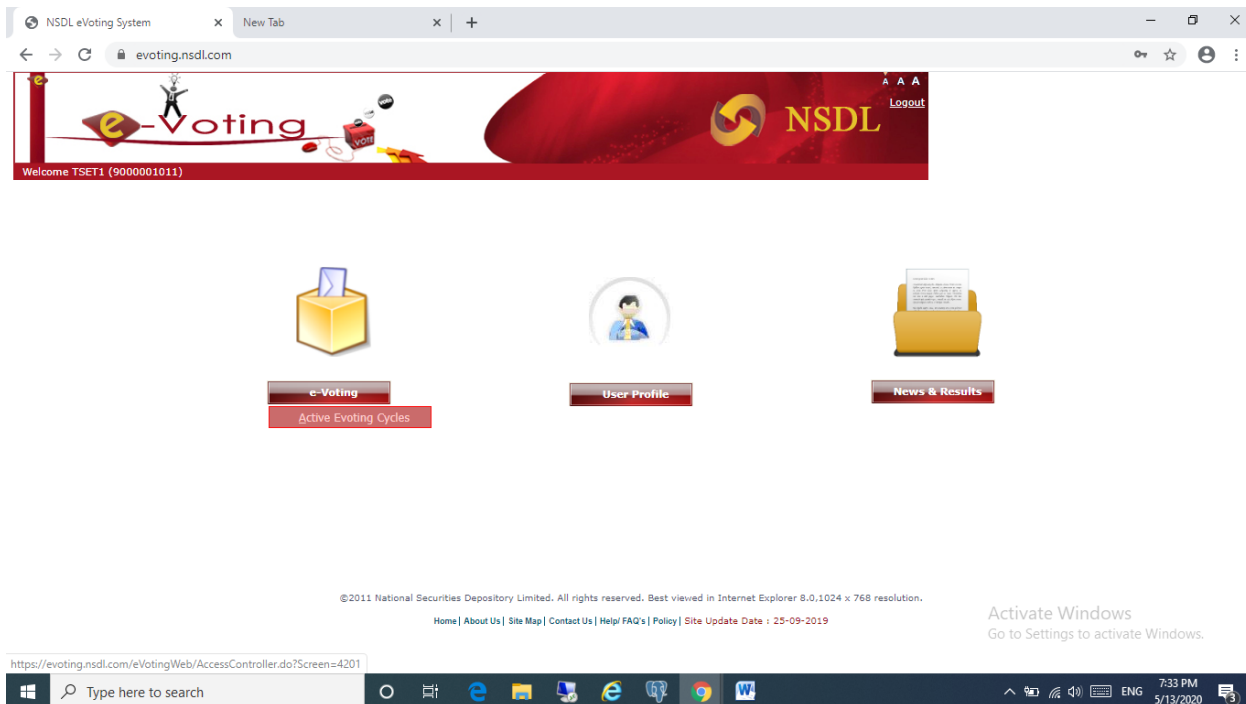 NSDL eVoting System
New Tab
evoting.nsdl.com
e-Voting
VOTE
VOTE
NSDL
A A A
Logout
Welcome TSET1 (9000001011)
e-Voting
User Profile
News & Results
Active Evoting Cycles
©2011 National Securities Depository Limited. All rights reserved. Best viewed in Internet Explorer 8.0,1024 x 768 resolution.
Home| About Us| Site Map| Contact Us| Help/ FAQ's| Policy| Site Update Date : 25-09-2019
Activate Windows
Go to Settings to activate Windows.
https://evoting.nsdl.com/eVotingWeb/AccessController.do?Screen=4201
Type here to search
ENG
7:33 PM
5/13/2020
3